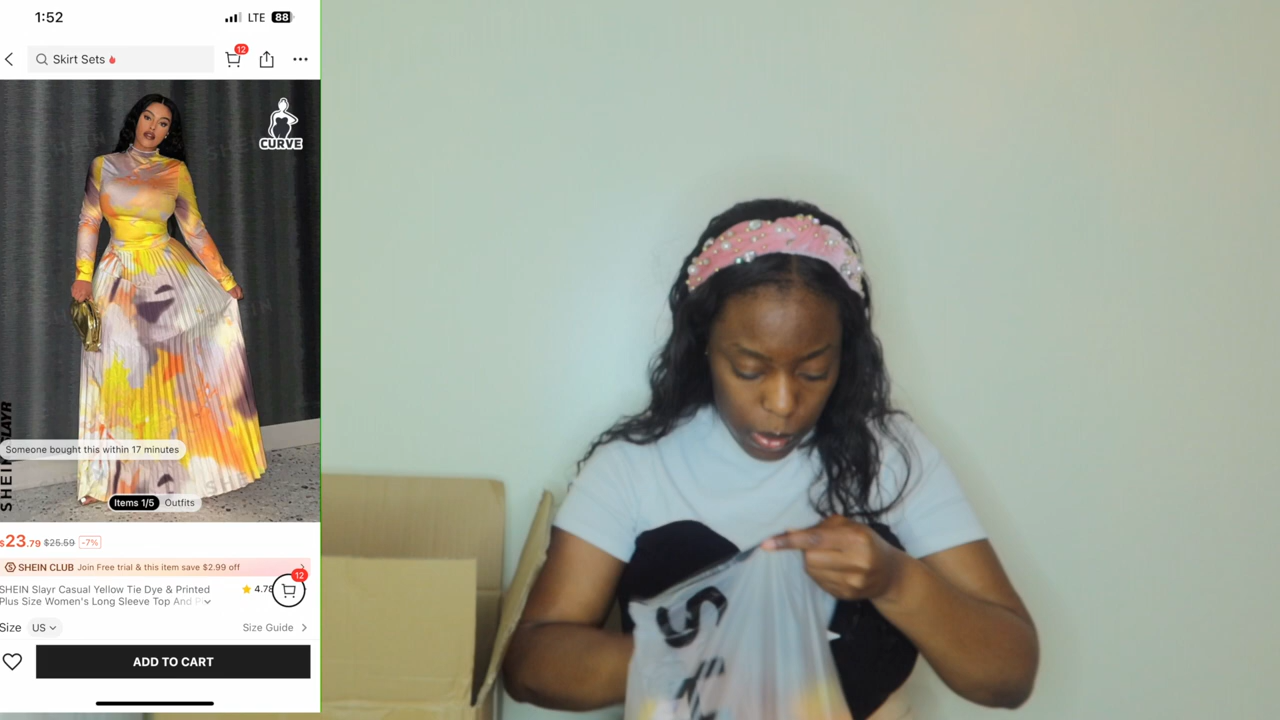 1:52
LTE
88
Skirt Sets
12
CURVE
SHEIN
SLAYR
Someone bought this within 17 minutes
Items 1/5
Outfits
$23.79 $25.59 -7%
S SHEIN CLUB Join Free trial & this item save $2.99 off
SHEIN Slayr Casual Yellow Tie Dye & Printed
4.78
12
Plus Size Women's Long Sleeve Top And
Size US
Size Guide
ADD TO CART
S